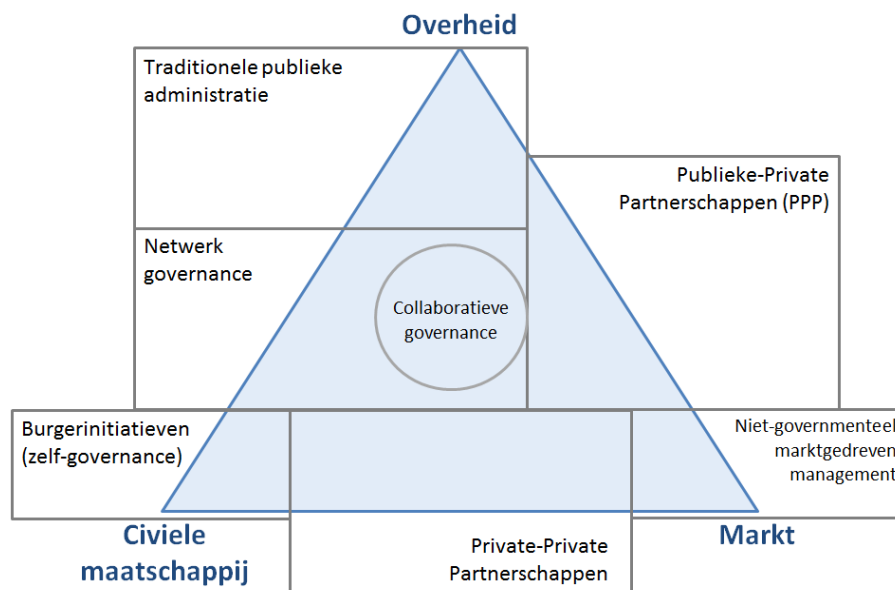 Overheid
Traditionele publieke
administratie
Publieke-Private
Partnerschappen (PPP)
Netwerk
governance
Collaboratieve
governance
Burgerinitiatieven
(zelf-governance)
Niet-governmenteel
marktgedreven
management
Civiele
maatschappij
Markt
Private-Private
Partnerschappen